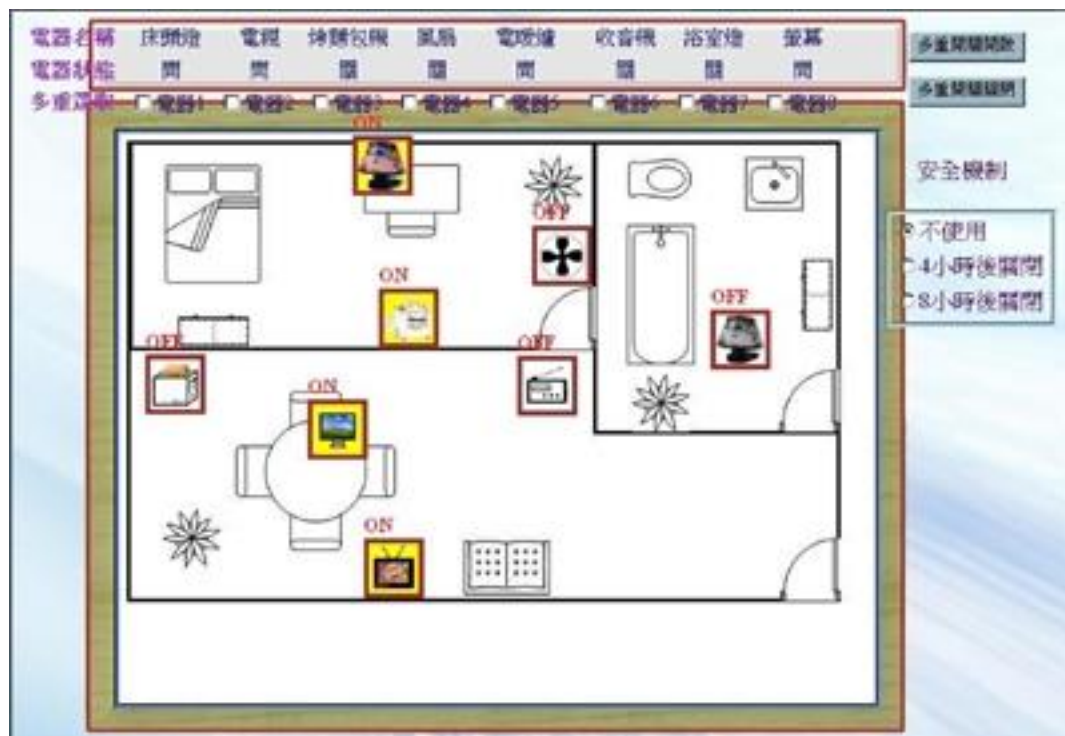 電器名稱 床頭燈 電視 烤麵包機 風扇 電暖爐 收音機 浴室燈 螢幕
電器狀態 開 開 關 關 開 關 關 開
多重選取 電器1 電器2 電器3 電器4 電器5 電器6 電器7 電器8
多重開關開啟
多重開關關閉
安全機制
不使用
4小時後關閉
8小時後關閉
ON
OFF
ON
OFF
OFF
OFF
ON
ON